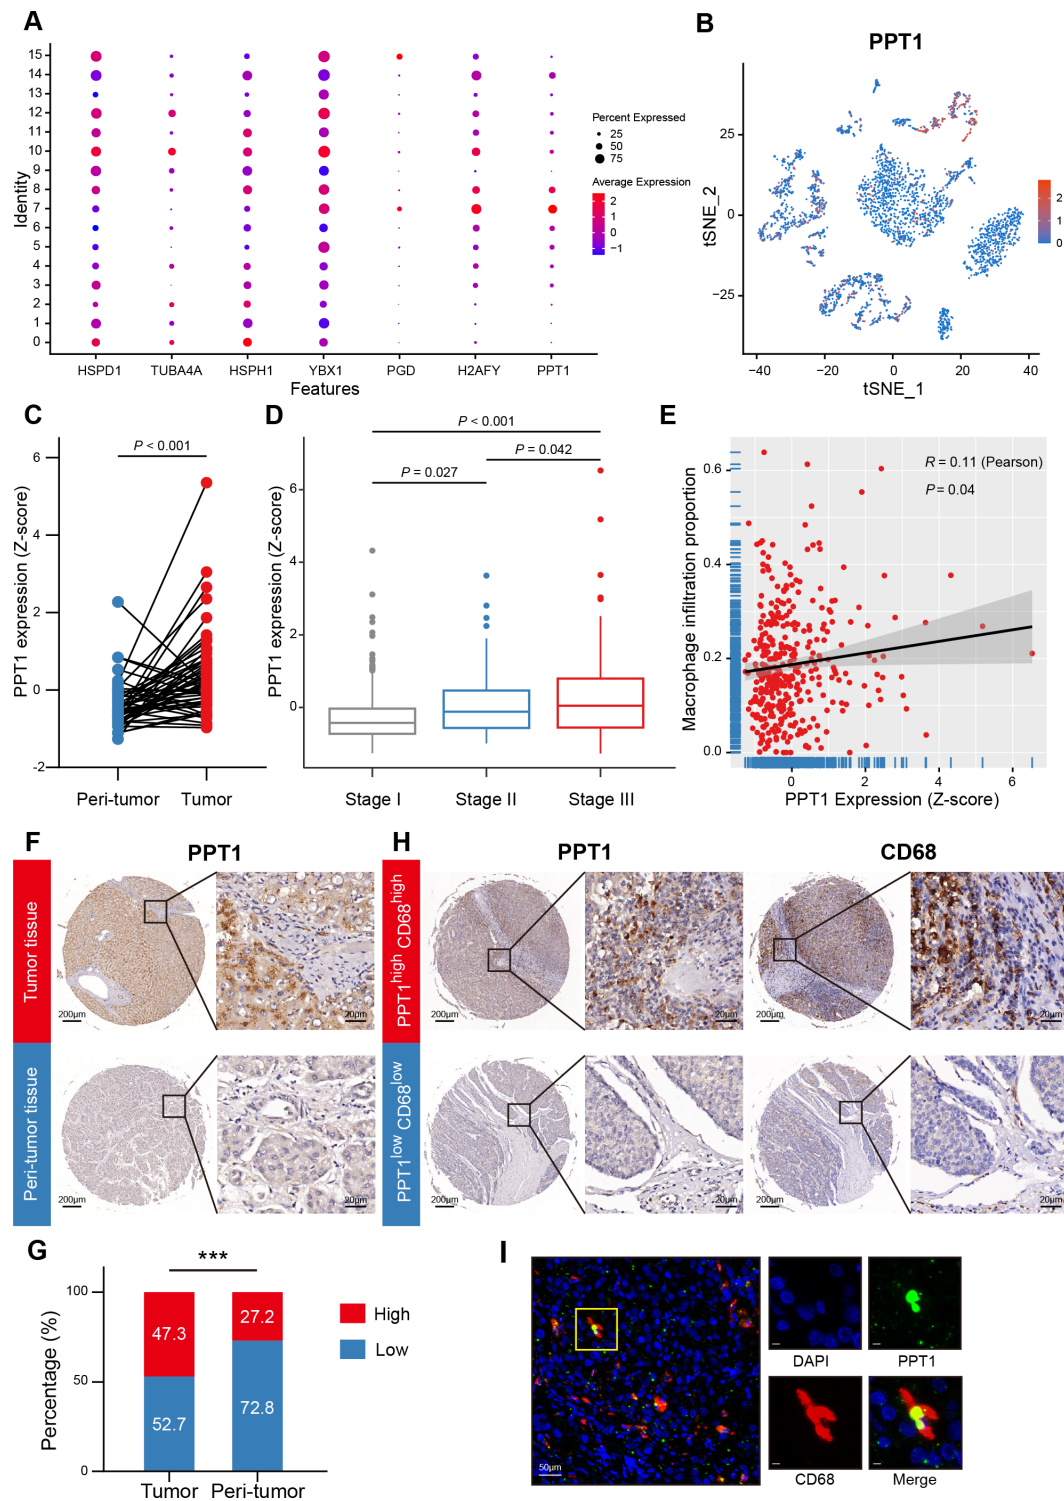 A
15
14
13
12
11
10
9
8
7
6
5
4
3
2
1
0
Identity
HSPD1 TUBA4A HSPH1 YBX1 PGD H2AFY PPT1
Features
Percent Expressed
25
50
75
Average Expression
2
1
0
−1
B
PPT1
25
0
−25
tSNE_2
−40 −20 0 20 40
tSNE_1
2
1
0
C
P < 0.001
6
4
2
0
-2
PPT1 expression (Z-score)
Peri-tumor Tumor
D
P < 0.001
P = 0.042
P = 0.027
6
4
2
0
PPT1 expression (Z-score)
Stage I Stage II Stage III
E
R = 0.11 (Pearson)
P = 0.04
0.6
0.4
0.2
0.0
Macrophage infiltration proportion
0 2 4 6
PPT1 Expression (Z-score)
F
PPT1
Tumor tissue
200μm 20μm
Peri-tumor tissue
200μm 20μm
H
PPT1 CD68
PPT1high CD68high
200μm 20μm 200μm 20μm
PPT1low CD68low
200μm 20μm 200μm 20μm
G
***
100
50
0
Percentage (%)
47.3 27.2
52.7 72.8
Tumor Peri-tumor
High
Low
I
50μm
DAPI PPT1
CD68 Merge